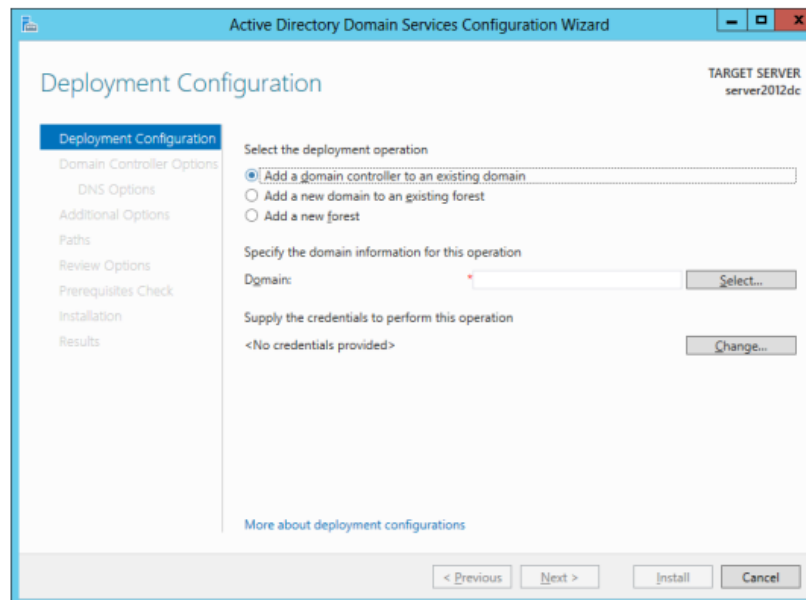 Active Directory Domain Services Configuration Wizard
Deployment Configuration
TARGET SERVER
server2012dc
Deployment Configuration
Domain Controller Options
DNS Options
Additional Options
Paths
Review Options
Prerequisites Check
Installation
Results
Select the deployment operation
Add a domain controller to an existing domain
Add a new domain to an existing forest
Add a new forest
Specify the domain information for this operation
Domain: *
Select...
Supply the credentials to perform this operation
<No credentials provided>
Change...
More about deployment configurations
< Previous
Next >
Install
Cancel